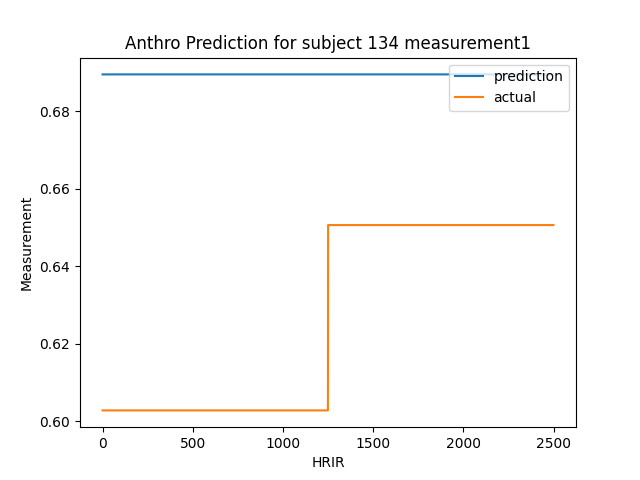 Anthro Prediction for subject 134 measurement1
prediction
actual
0.68
0.66
0.64
0.62
0.60
Measurement
0
500
1000
1500
2000
2500
HRIR